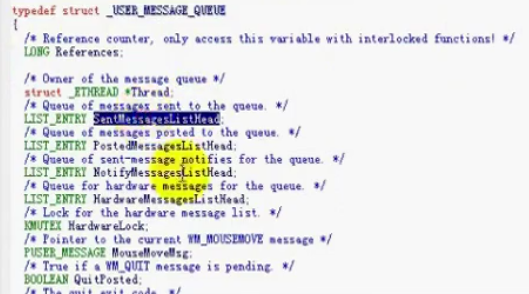 typedef struct _USER_MESSAGE_QUEUE
{
/* Reference counter, only access this variable with interlocked functions! */
LONG References;
/* Owner of the message queue */
struct _ETHREAD *Thread;
/* Queue of messages sent to the queue. */
LIST_ENTRY SentMessagesListHead;
/* Queue of messages posted to the queue. */
LIST_ENTRY PostedMessagesListHead;
/* Queue of sent-message notifies for the queue. */
LIST_ENTRY NotifyMessagesListHead;
/* Queue for hardware messages for the queue. */
LIST_ENTRY HardwareMessagesListHead;
/* Lock for the hardware message list. */
KMUTEX HardwareLock;
/* Pointer to the current WM_MOUSEMOVE message */
PUSER_MESSAGE MouseMoveMsg;
/* True if a WM_QUIT message is pending. */
BOOLEAN QuitPosted;
/* The quit exit code. */